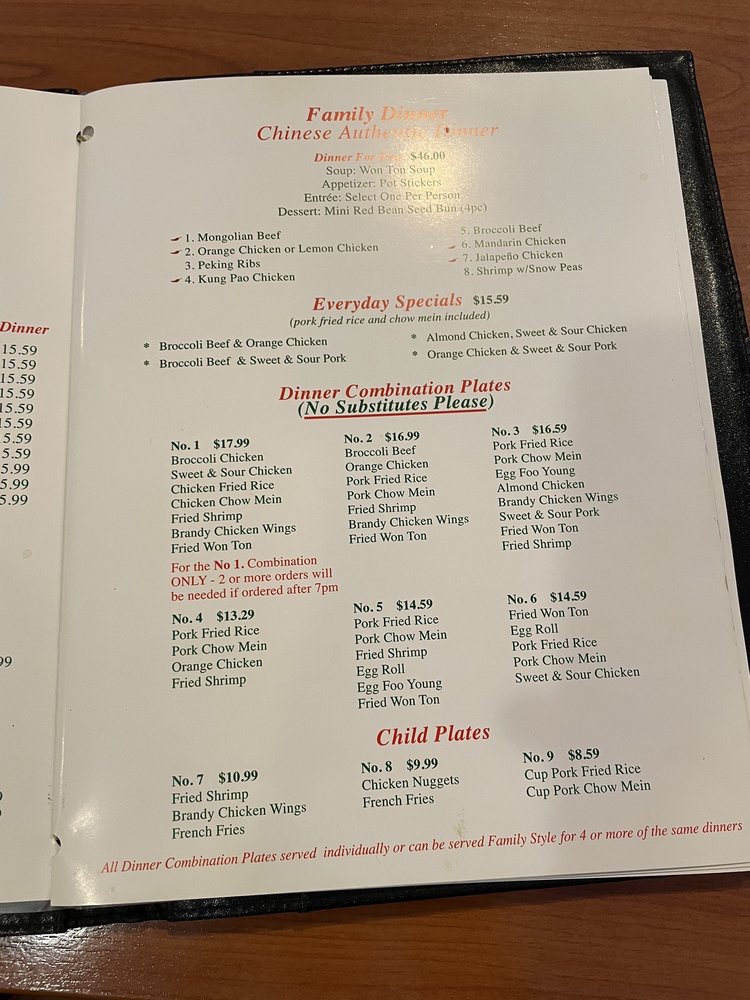 Dinner
15.59
15.59
15.59
15.59
15.59
15.59
5.59
5.59
5.99
5.99
5.99
99
Family Dinner
Chinese Authentic Dinner
Dinner For Two $46.00
Soup: Won Ton Soup
Appetizer: Pot Stickers
Entrée: Select One Per Person
Dessert: Mini Red Bean Seed Bun (4pc)
1. Mongolian Beef
2. Orange Chicken or Lemon Chicken
3. Peking Ribs
4. Kung Pao Chicken
5. Broccoli Beef
6. Mandarin Chicken
7. Jalapeño Chicken
8. Shrimp w/Snow Peas
Everyday Specials $15.59
(pork fried rice and chow mein included)
* Broccoli Beef & Orange Chicken
* Broccoli Beef & Sweet & Sour Pork
* Almond Chicken, Sweet & Sour Chicken
* Orange Chicken & Sweet & Sour Pork
Dinner Combination Plates
(No Substitutes Please)
No. 1 $17.99
Broccoli Chicken
Sweet & Sour Chicken
Chicken Fried Rice
Chicken Chow Mein
Fried Shrimp
Brandy Chicken Wings
Fried Won Ton
For the No 1. Combination
ONLY - 2 or more orders will
be needed if ordered after 7pm
No. 2 $16.99
Broccoli Beef
Orange Chicken
Pork Fried Rice
Pork Chow Mein
Fried Shrimp
Brandy Chicken Wings
Fried Won Ton
No. 3 $16.59
Pork Fried Rice
Pork Chow Mein
Egg Foo Young
Almond Chicken
Brandy Chicken Wings
Sweet & Sour Pork
Fried Won Ton
Fried Shrimp
No. 4 $13.29
Pork Fried Rice
Pork Chow Mein
Orange Chicken
Fried Shrimp
No. 5 $14.59
Pork Fried Rice
Pork Chow Mein
Fried Shrimp
Egg Roll
Egg Foo Young
Fried Won Ton
No. 6 $14.59
Fried Won Ton
Egg Roll
Pork Fried Rice
Pork Chow Mein
Sweet & Sour Chicken
Child Plates
No. 7 $10.99
Fried Shrimp
Brandy Chicken Wings
French Fries
No. 8 $9.99
Chicken Nuggets
French Fries
No. 9 $8.59
Cup Pork Fried Rice
Cup Pork Chow Mein
All Dinner Combination Plates served individually or can be served Family Style for 4 or more of the same dinners